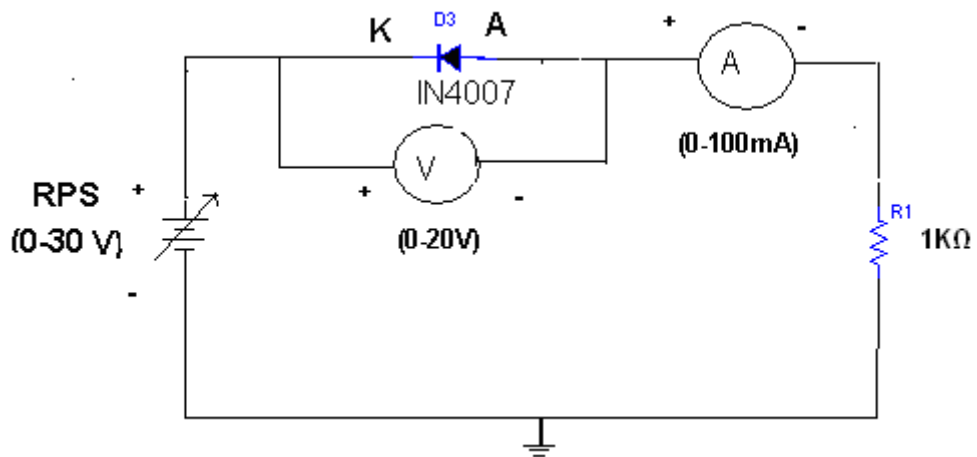 K
D3
A
IN4007
+
-
A
(0-100mA)
V
+
-
(0-20V)
RPS
+
(0-30 V)
-
R1
1KΩ